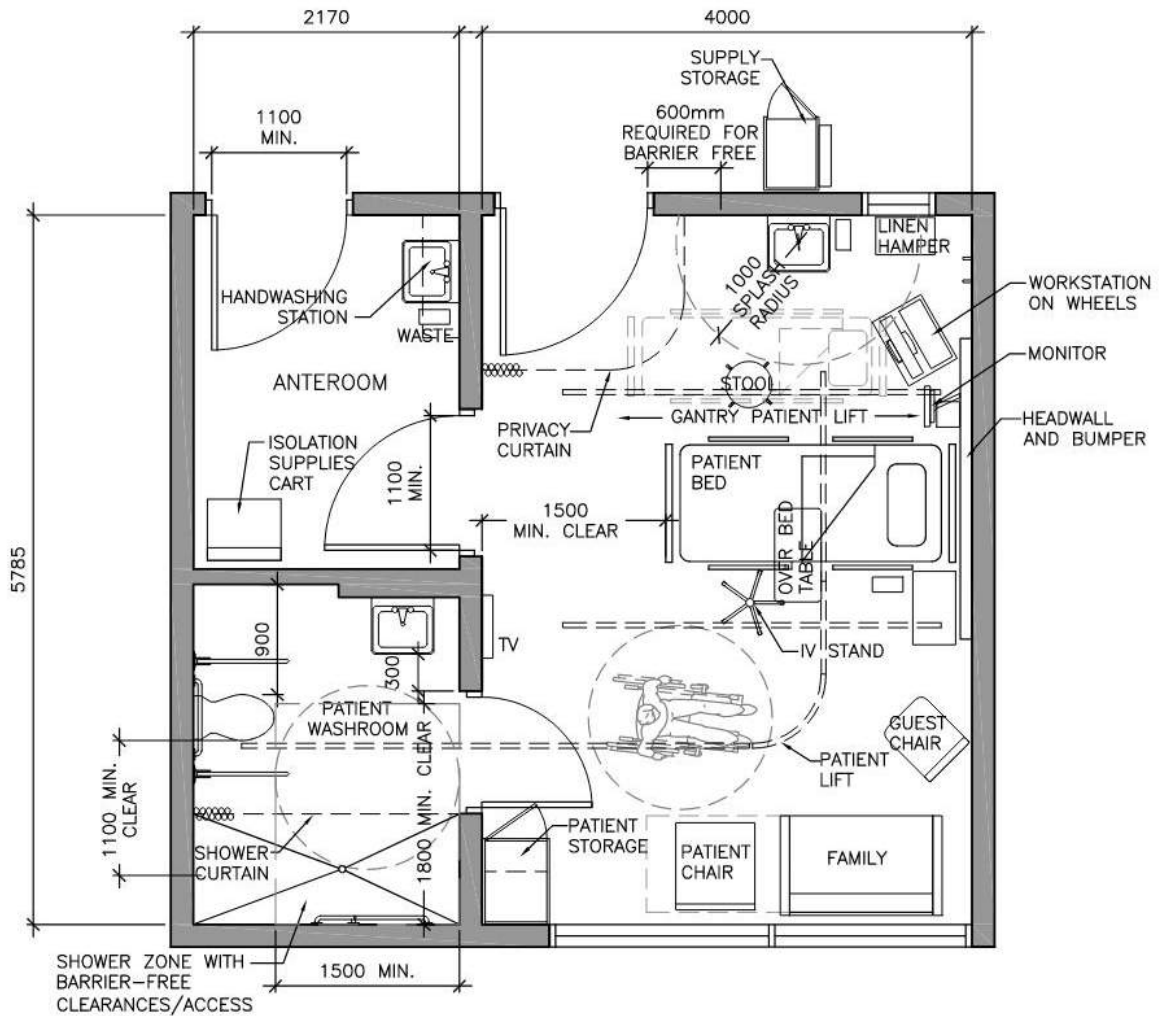 2170
4000
SUPPLY
STORAGE
1100
MIN.
600mm
REQUIRED FOR
BARRIER FREE
LINEN
HAMPER
1000
SPLASH
RADIUS
HANDWASHING
STATION
WASTE
WORKSTATION
ON WHEELS
MONITOR
ANTEROOM
STOOL
GANTRY PATIENT LIFT
PRIVACY
CURTAIN
HEADWALL
AND BUMPER
ISOLATION
SUPPLIES
CART
1100
MIN.
PATIENT
BED
1500
MIN. CLEAR
OVER BED
TABLE
5785
900
300
TV
IV STAND
PATIENT
WASHROOM
GUEST
CHAIR
PATIENT
LIFT
1100 MIN.
CLEAR
1800 MIN. CLEAR
SHOWER
CURTAIN
PATIENT
STORAGE
PATIENT
CHAIR
FAMILY
SHOWER ZONE WITH
BARRIER-FREE
CLEARANCES/ACCESS
1500 MIN.